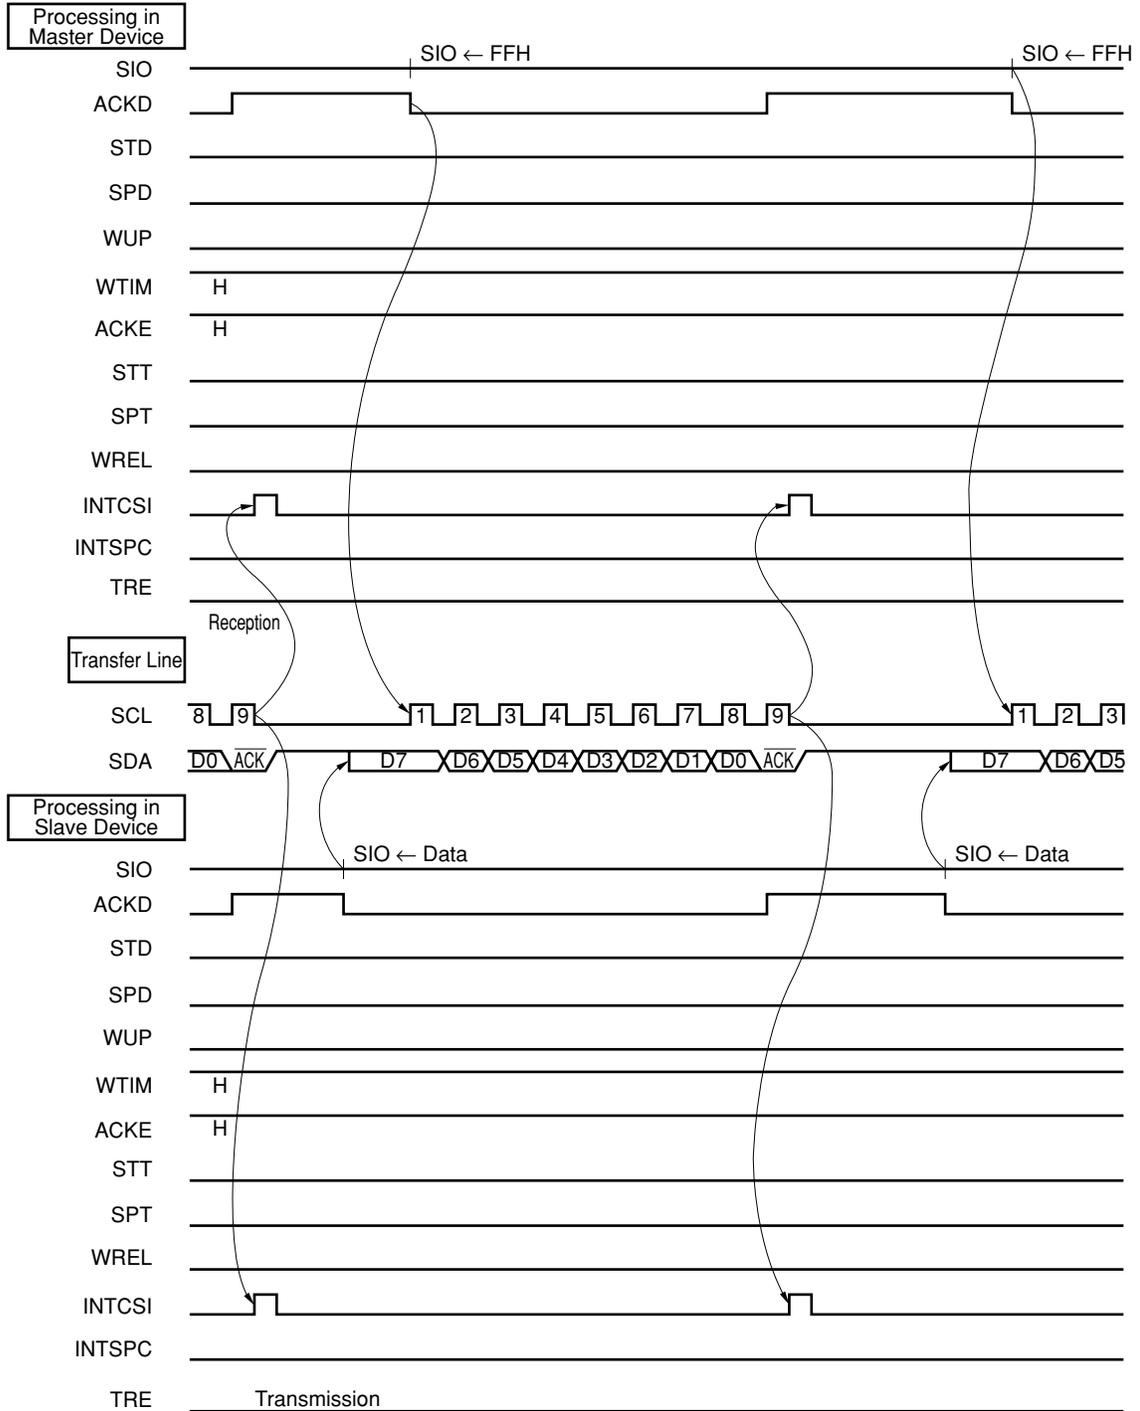 Processing in
Master Device
SIO ← FFH SIO ← FFH
SIO
ACKD
STD
SPD
WUP
WTIM H
ACKE H
STT
SPT
WREL
INTCSI
INTSPC
TRE
Reception
Transfer Line
SCL 8 9 1 2 3 4 5 6 7 8 9 1 2 3
SDA D0 ACK D7 D6 D5 D4 D3 D2 D1 D0 ACK D7 D6 D5
Processing in
Slave Device
SIO ← Data SIO ← Data
SIO
ACKD
STD
SPD
WUP
WTIM H
ACKE H
STT
SPT
WREL
INTCSI
INTSPC
TRE Transmission